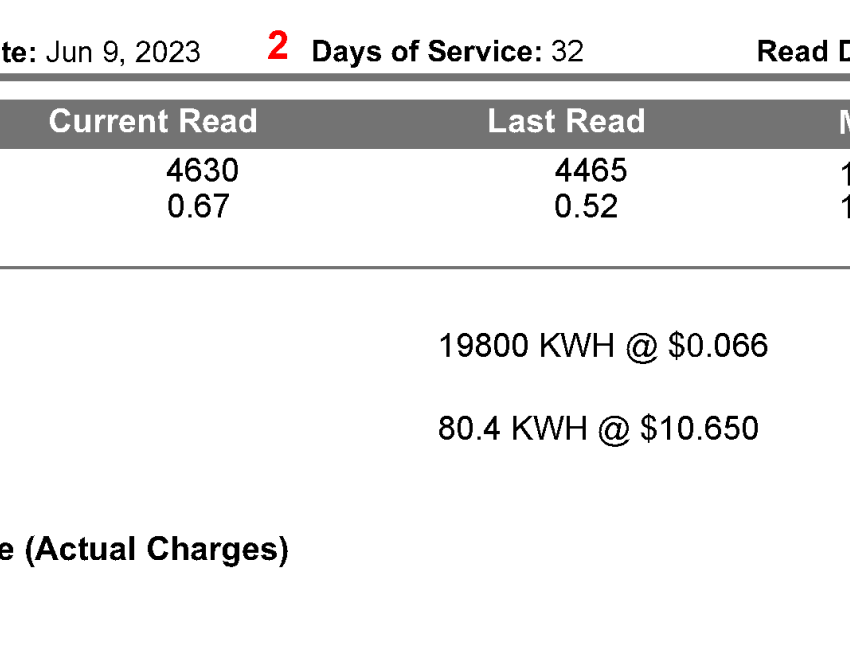 te: Jun 9, 2023 2 Days of Service: 32 Read D
Current Read Last Read M
4630 4465 1
0.67 0.52 1
19800 KWH @ $0.066
80.4 KWH @ $10.650
e (Actual Charges)